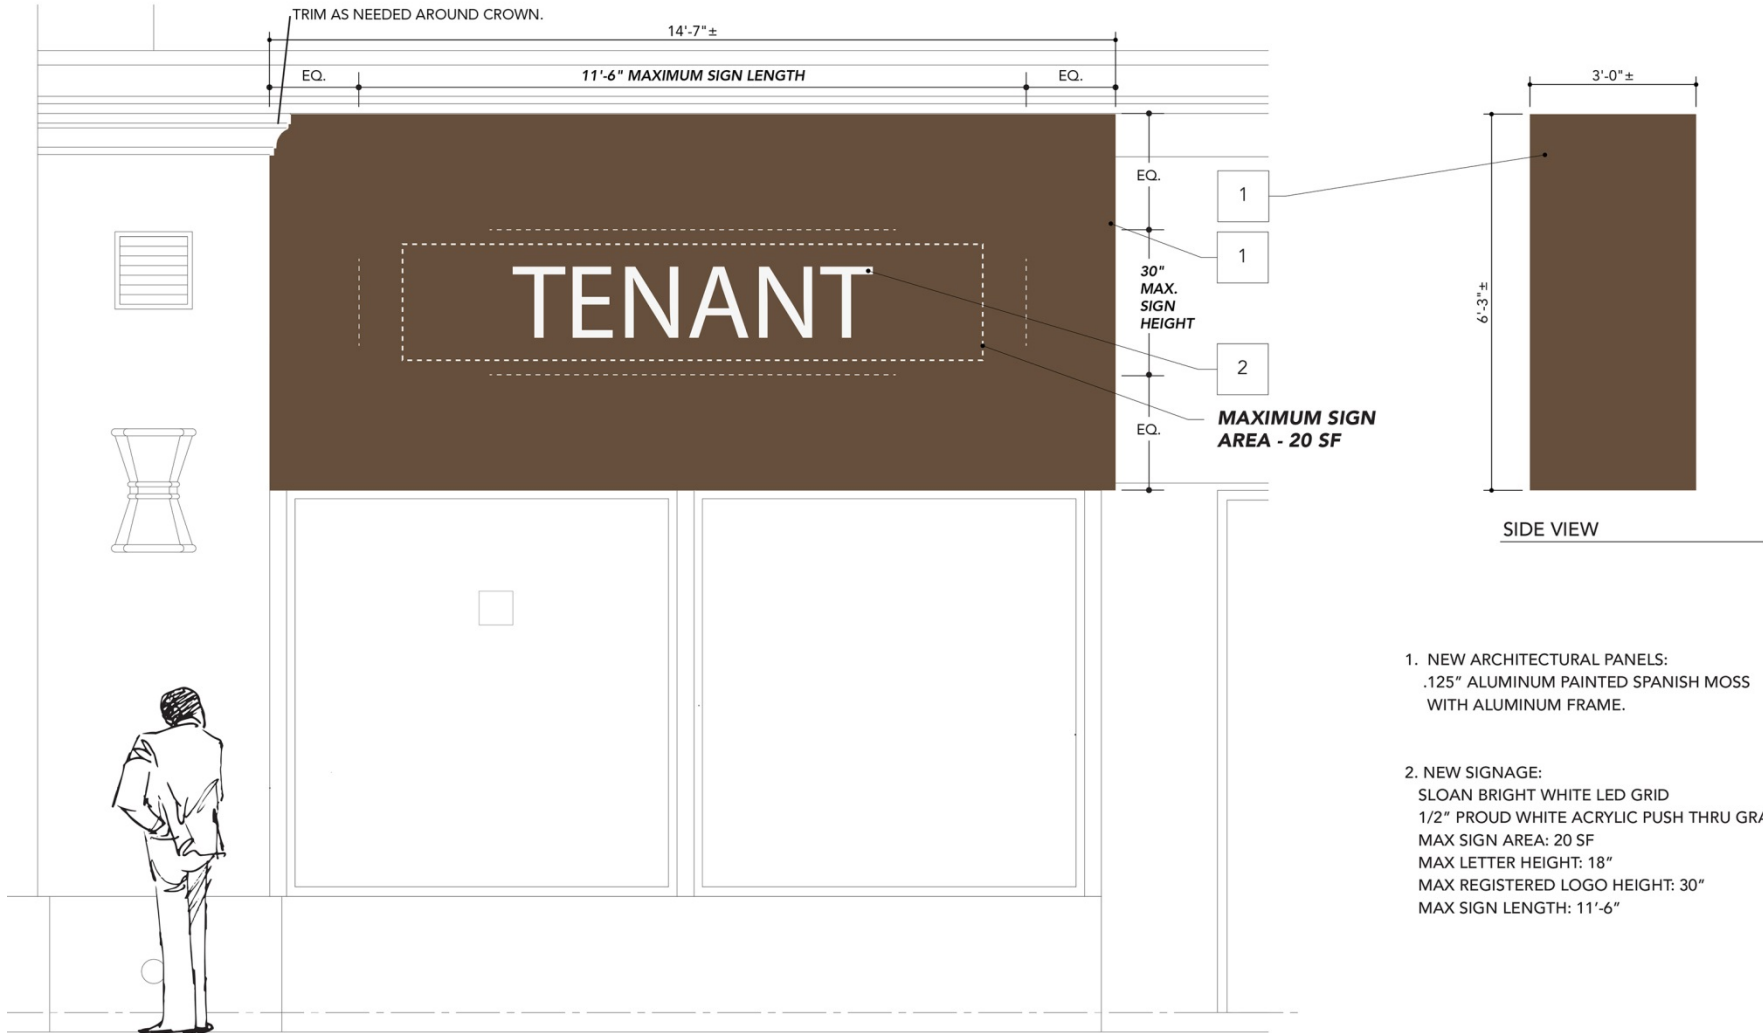 TRIM AS NEEDED AROUND CROWN.
14'-7"±
EQ.
11'-6" MAXIMUM SIGN LENGTH
EQ.
3'-0"±
EQ.
1
1
30"
MAX.
SIGN
HEIGHT
TENANT
6'-3"±
2
MAXIMUM SIGN
AREA - 20 SF
EQ.
SIDE VIEW
1. NEW ARCHITECTURAL PANELS:
.125" ALUMINUM PAINTED SPANISH MOSS
WITH ALUMINUM FRAME.
2. NEW SIGNAGE:
SLOAN BRIGHT WHITE LED GRID
1/2" PROUD WHITE ACRYLIC PUSH THRU
MAX SIGN AREA: 20 SF
MAX LETTER HEIGHT: 18"
MAX REGISTERED LOGO HEIGHT: 30"
MAX SIGN LENGTH: 11'-6"